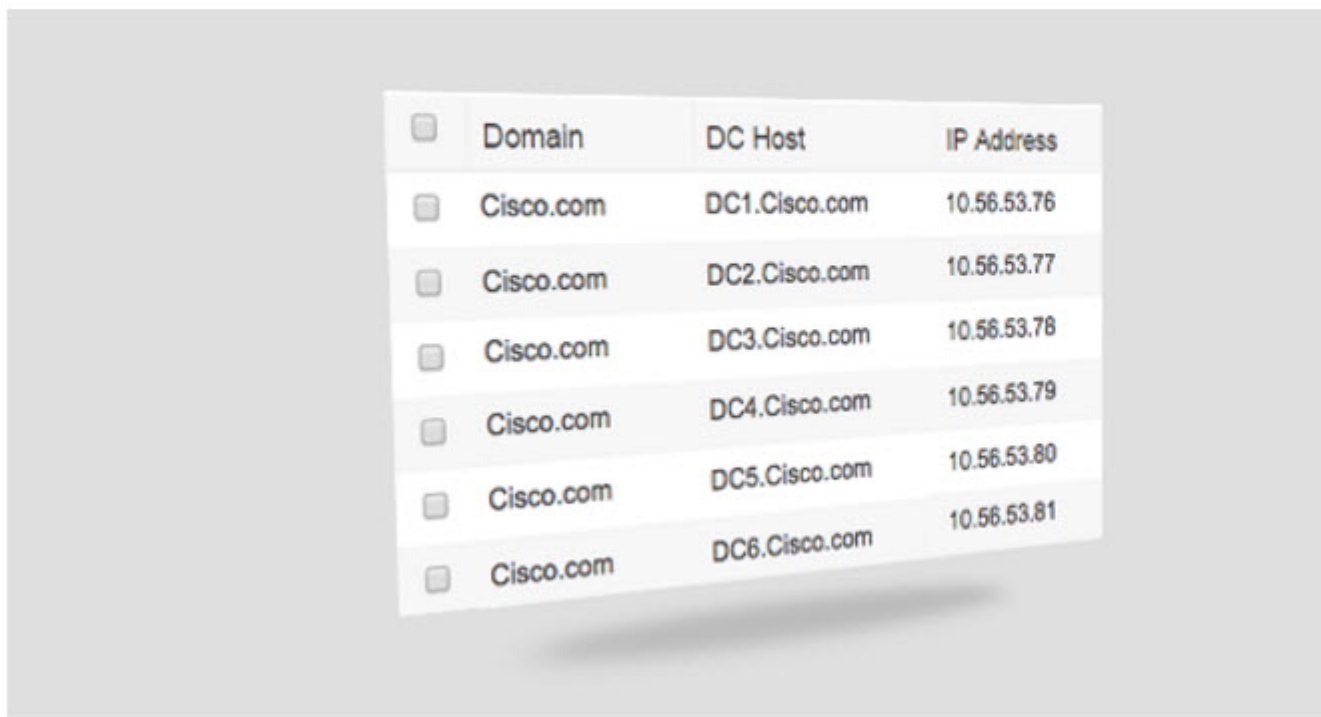 Domain DC Host IP Address
Cisco.com DC1.Cisco.com 10.56.53.76
Cisco.com DC2.Cisco.com 10.56.53.77
Cisco.com DC3.Cisco.com 10.56.53.78
Cisco.com DC4.Cisco.com 10.56.53.79
Cisco.com DC5.Cisco.com 10.56.53.80
Cisco.com DC6.Cisco.com 10.56.53.81